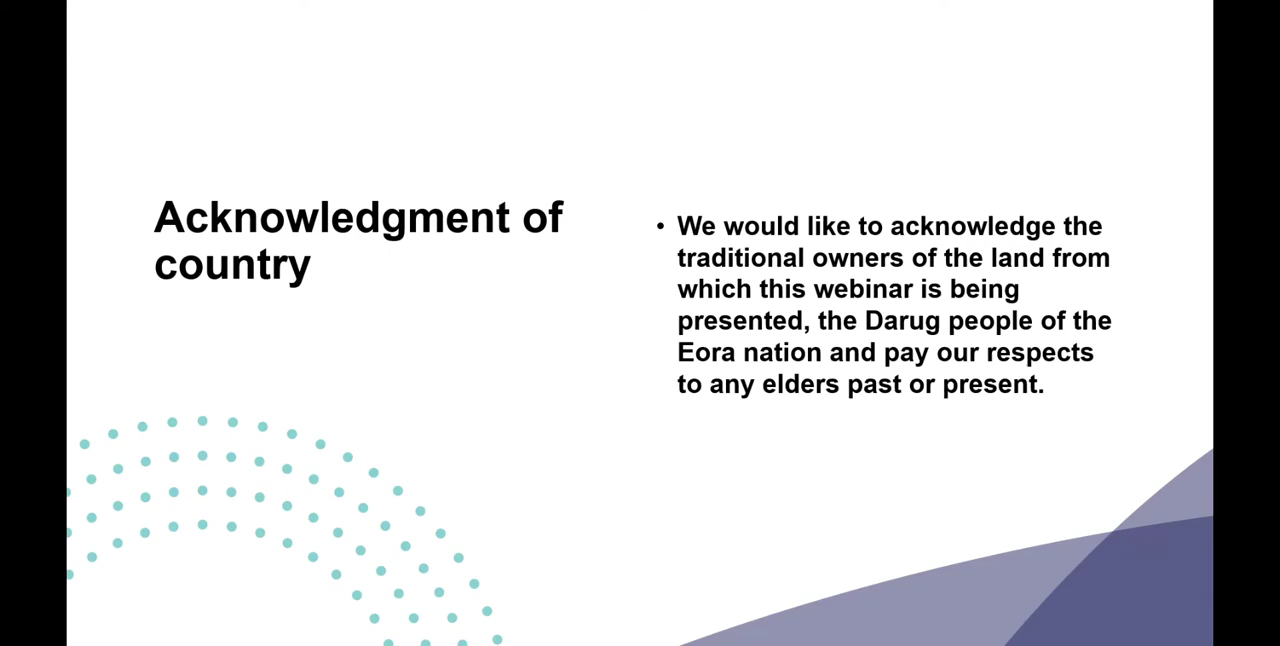 Acknowledgment of
country
• We would like to acknowledge the
traditional owners of the land from
which this webinar is being
presented, the Darug people of the
Eora nation and pay our respects
to any elders past or present.